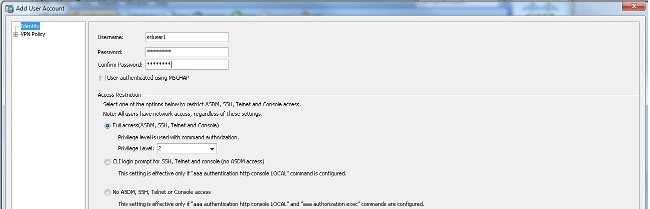 Add User Account
Identity
VPN Policy
Username: ssluser1
Password: ********
Confirm Password: ********
User authenticated using MSCHAP
Access Restriction
Select one of the options below to restrict ASDM, SSH, Telnet and Console access.
Note: All users have network access, regardless of these settings.
Full access(ASDM, SSH, Telnet and Console)
Privilege level is used with command authorization.
Privilege Level: 2
CLI login prompt for SSH, Telnet and console (no ASDM access)
This setting is effective only if "aaa authentication http console LOCAL" command is configured.
No ASDM, SSH, Telnet or Console access
This setting is effective only if "aaa authentication http console LOCAL" and "aaa authorization exec" commands are configured.